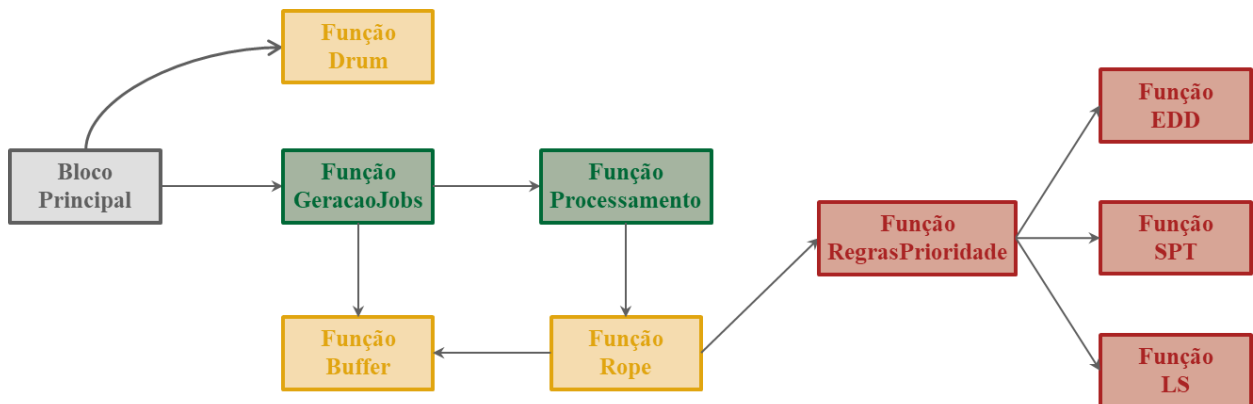 Função
Drum
Bloco
Principal
Função
GeracaoJobs
Função
Processamento
Função
Buffer
Função
Rope
Função
RegrasPrioridade
Função
EDD
Função
SPT
Função
LS